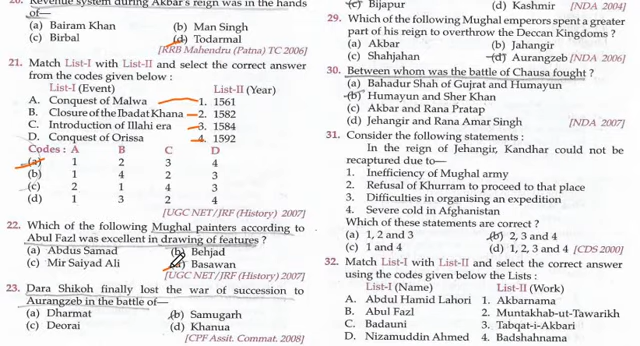 20. Revenue system during Akbar's reign was in the hands
of—
(a) Bairam Khan (b) Man Singh
(c) Birbal (d) Todarmal
[RRB Mahendru (Patna) TC 2006]
21. Match List-I with List-II and select the correct answer
from the codes given below :
List-I (Event) List-II (Year)
A. Conquest of Malwa 1. 1561
B. Closure of the Ibadat Khana 2. 1582
C. Introduction of Illahi era 3. 1584
D. Conquest of Orissa 4. 1592
Codes : A B C D
(a) 1 2 3 4
(b) 1 4 2 3
(c) 2 1 4 3
(d) 1 3 2 4
[UGC NET/JRF (History) 2007]
22. Which of the following Mughal painters according to
Abul Fazl was excellent in drawing of features ?
(a) Abdus Samad (b) Behjad
(c) Mir Saiyad Ali (d) Basawan
[UGC NET/JRF (History) 2007]
23. Dara Shikoh finally lost the war of succession to
Aurangzeb in the battle of—
(a) Dharmat (b) Samugarh
(c) Deorai (d) Khanua
[CPF Assit. Commat. 2008]
(c) Bijapur (d) Kashmir [NDA 2004]
29. Which of the following Mughal emperors spent a greater
part of his reign to overthrow the Deccan Kingdoms ?
(a) Akbar (b) Jahangir
(c) Shahjahan (d) Aurangzeb [NDA 2006]
30. Between whom was the battle of Chausa fought ?
(a) Bahadur Shah of Gujrat and Humayun
(b) Humayun and Sher Khan
(c) Akbar and Rana Pratap
(d) Jehangir and Rana Amar Singh [NDA 2007]
31. Consider the following statements :
In the reign of Jehangir, Kandhar could not be
recaptured due to—
1. Inefficiency of Mughal army
2. Refusal of Khurram to proceed to that place
3. Difficulties in organising an expedition
4. Severe cold in Afghanistan
Which of these statements are correct ?
(a) 1, 2 and 3 (b) 2, 3 and 4
(c) 1 and 4 (d) 1, 2, 3 and 4 [CDS 2000]
32. Match List-I with List-II and select the correct answer
using the codes given below the Lists :
List-I (Name) List-II (Work)
A. Abdul Hamid Lahori 1. Akbarnama
B. Abul Fazl 2. Muntakhab-ut-Tawarikh
C. Badauni 3. Tabqat-i-Akbari
D. Nizamuddin Ahmed 4. Badshahnama